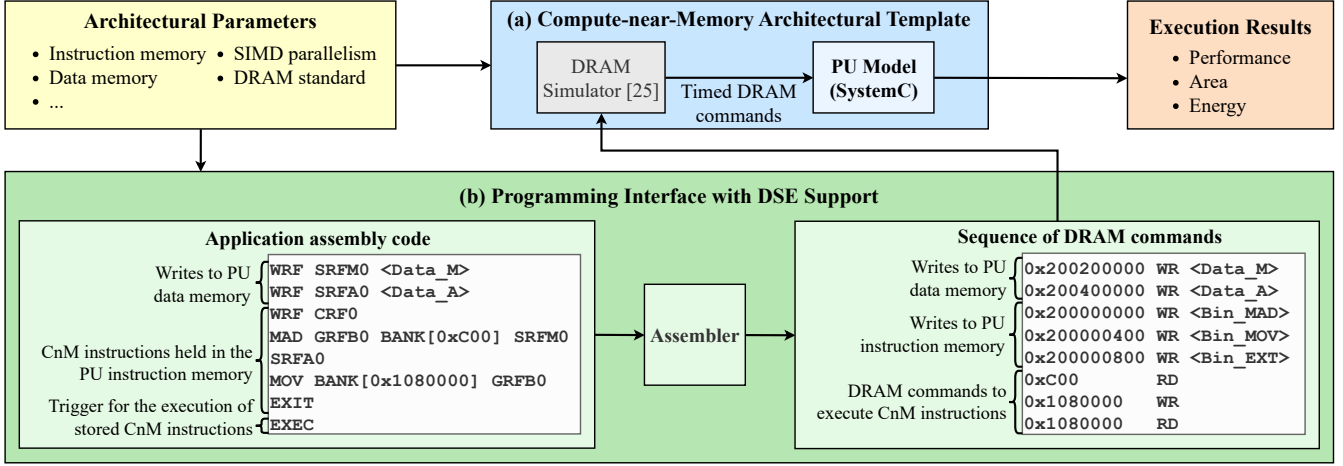 Architectural Parameters
• Instruction memory
• Data memory
• ...
• SIMD parallelism
• DRAM standard
(a) Compute-near-Memory Architectural Template
DRAM
Simulator [25]
Timed DRAM
commands
PU Model
(SystemC)
Execution Results
• Performance
• Area
• Energy
(b) Programming Interface with DSE Support
Application assembly code
Writes to PU
data memory
CnM instructions held in the
PU instruction memory
Trigger for the execution of
stored CnM instructions
WRF SRFM0 <Data_M>
WRF SRFA0 <Data_A>
WRF CRF0
MAD GRFB0 BANK[0xC00] SRFM0
SRFA0
MOV BANK[0x1080000] GRFB0
EXIT
EXEC
Assembler
Sequence of DRAM commands
Writes to PU
data memory
Writes to PU
instruction memory
DRAM commands to
execute CnM instructions
0x200200000 WR <Data_M>
0x200400000 WR <Data_A>
0x200000000 WR <Bin_MAD>
0x200000400 WR <Bin_MOV>
0x200000800 WR <Bin_EXT>
0xC00 RD
0x1080000 WR
0x1080000 RD